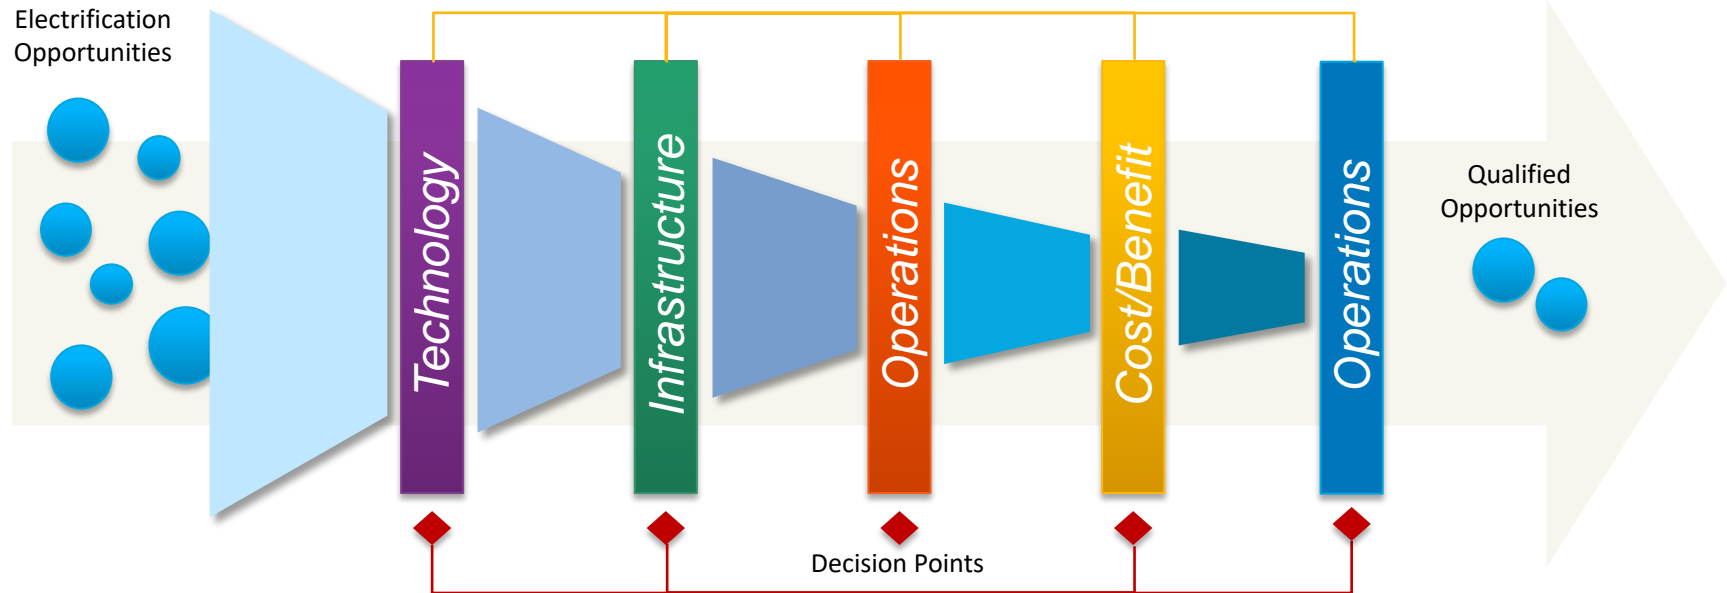 Electrification
Opportunities
Technology
Infrastructure
Operations
Cost/Benefit
Operations
Qualified
Opportunities
Decision Points